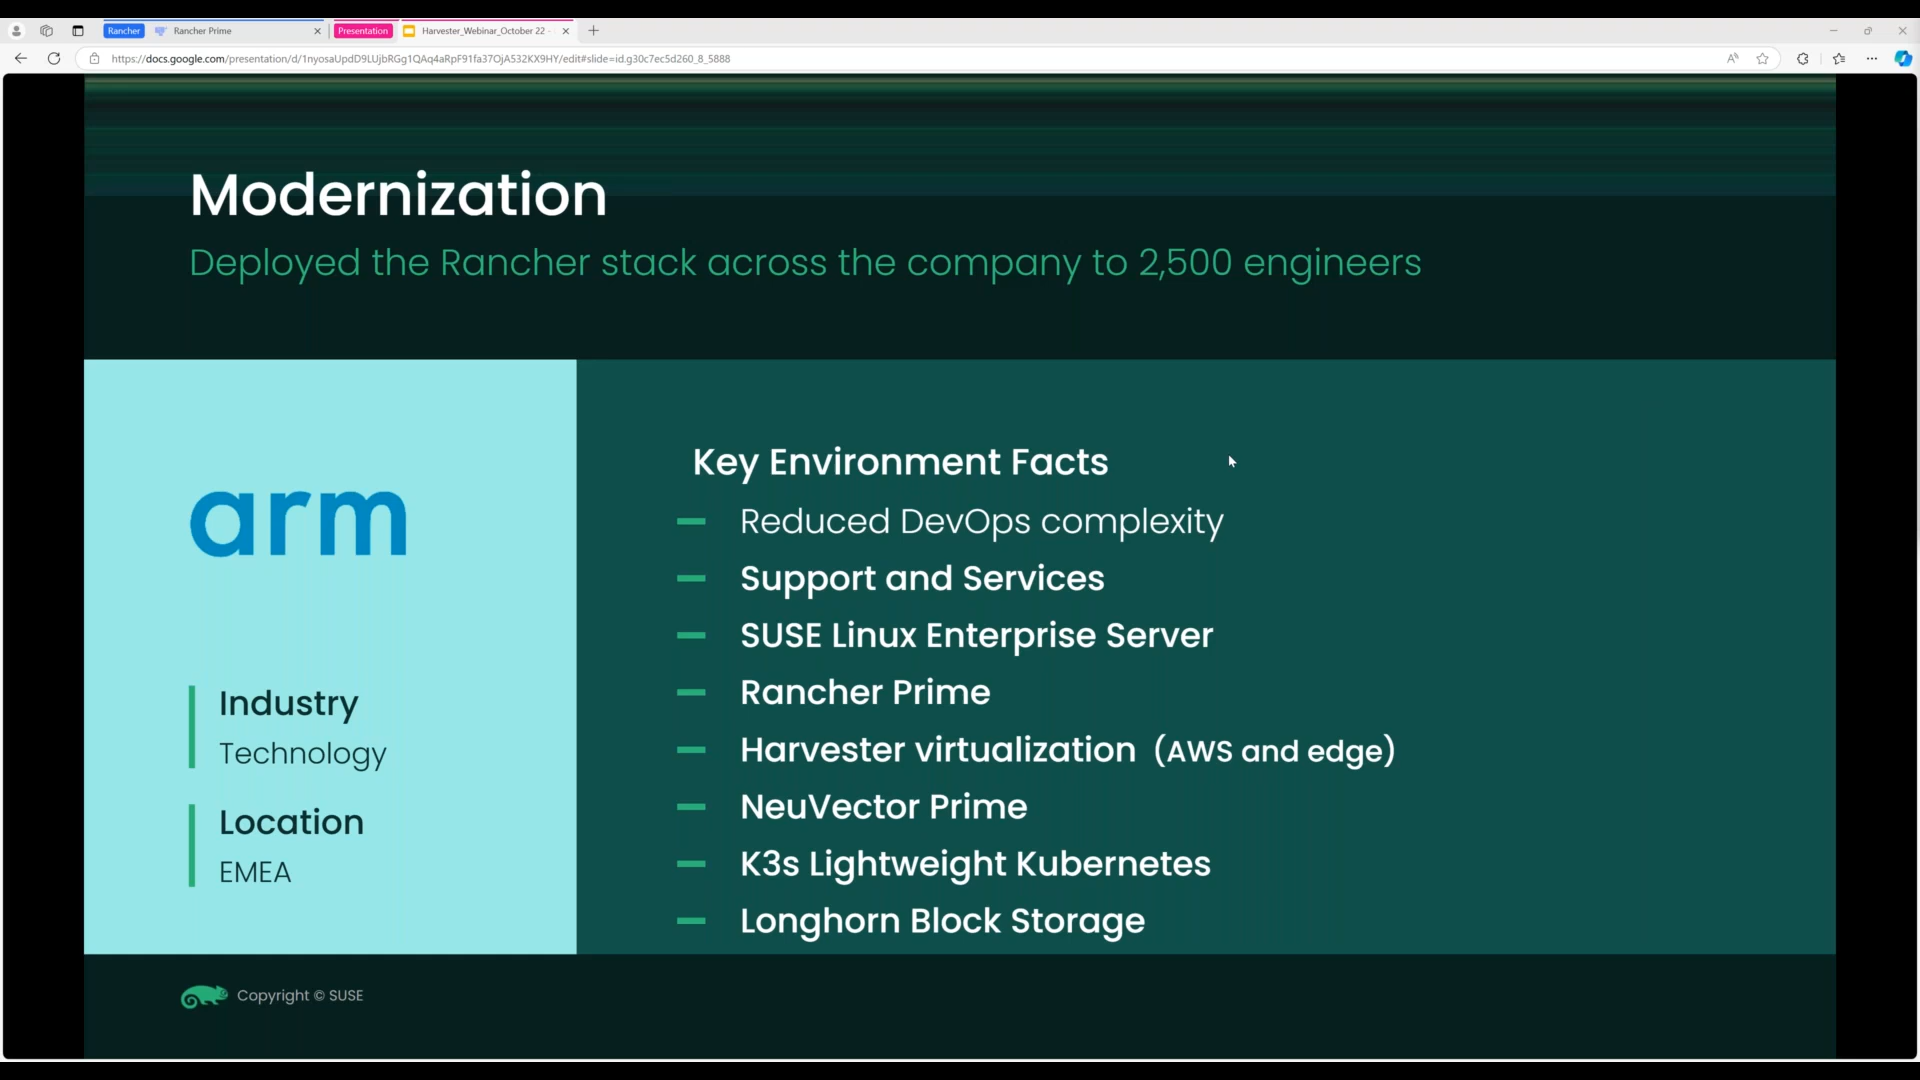 Rancher
Rancher Prime
Presentation
Harvester_Webinar_October 22 -
https://docs.google.com/presentation/d/1nyosaUpdD9LUjbRGg1QAq4aRpF91fa37OjA532KX9HY/edit#slide=id.g30c7ec5d260_8_5888
Modernization
Deployed the Rancher stack across the company to 2,500 engineers
arm
Industry
Technology
Location
EMEA
Key Environment Facts
Reduced DevOps complexity
Support and Services
SUSE Linux Enterprise Server
Rancher Prime
Harvester virtualization (AWS and edge)
NeuVector Prime
K3s Lightweight Kubernetes
Longhorn Block Storage
Copyright © SUSE